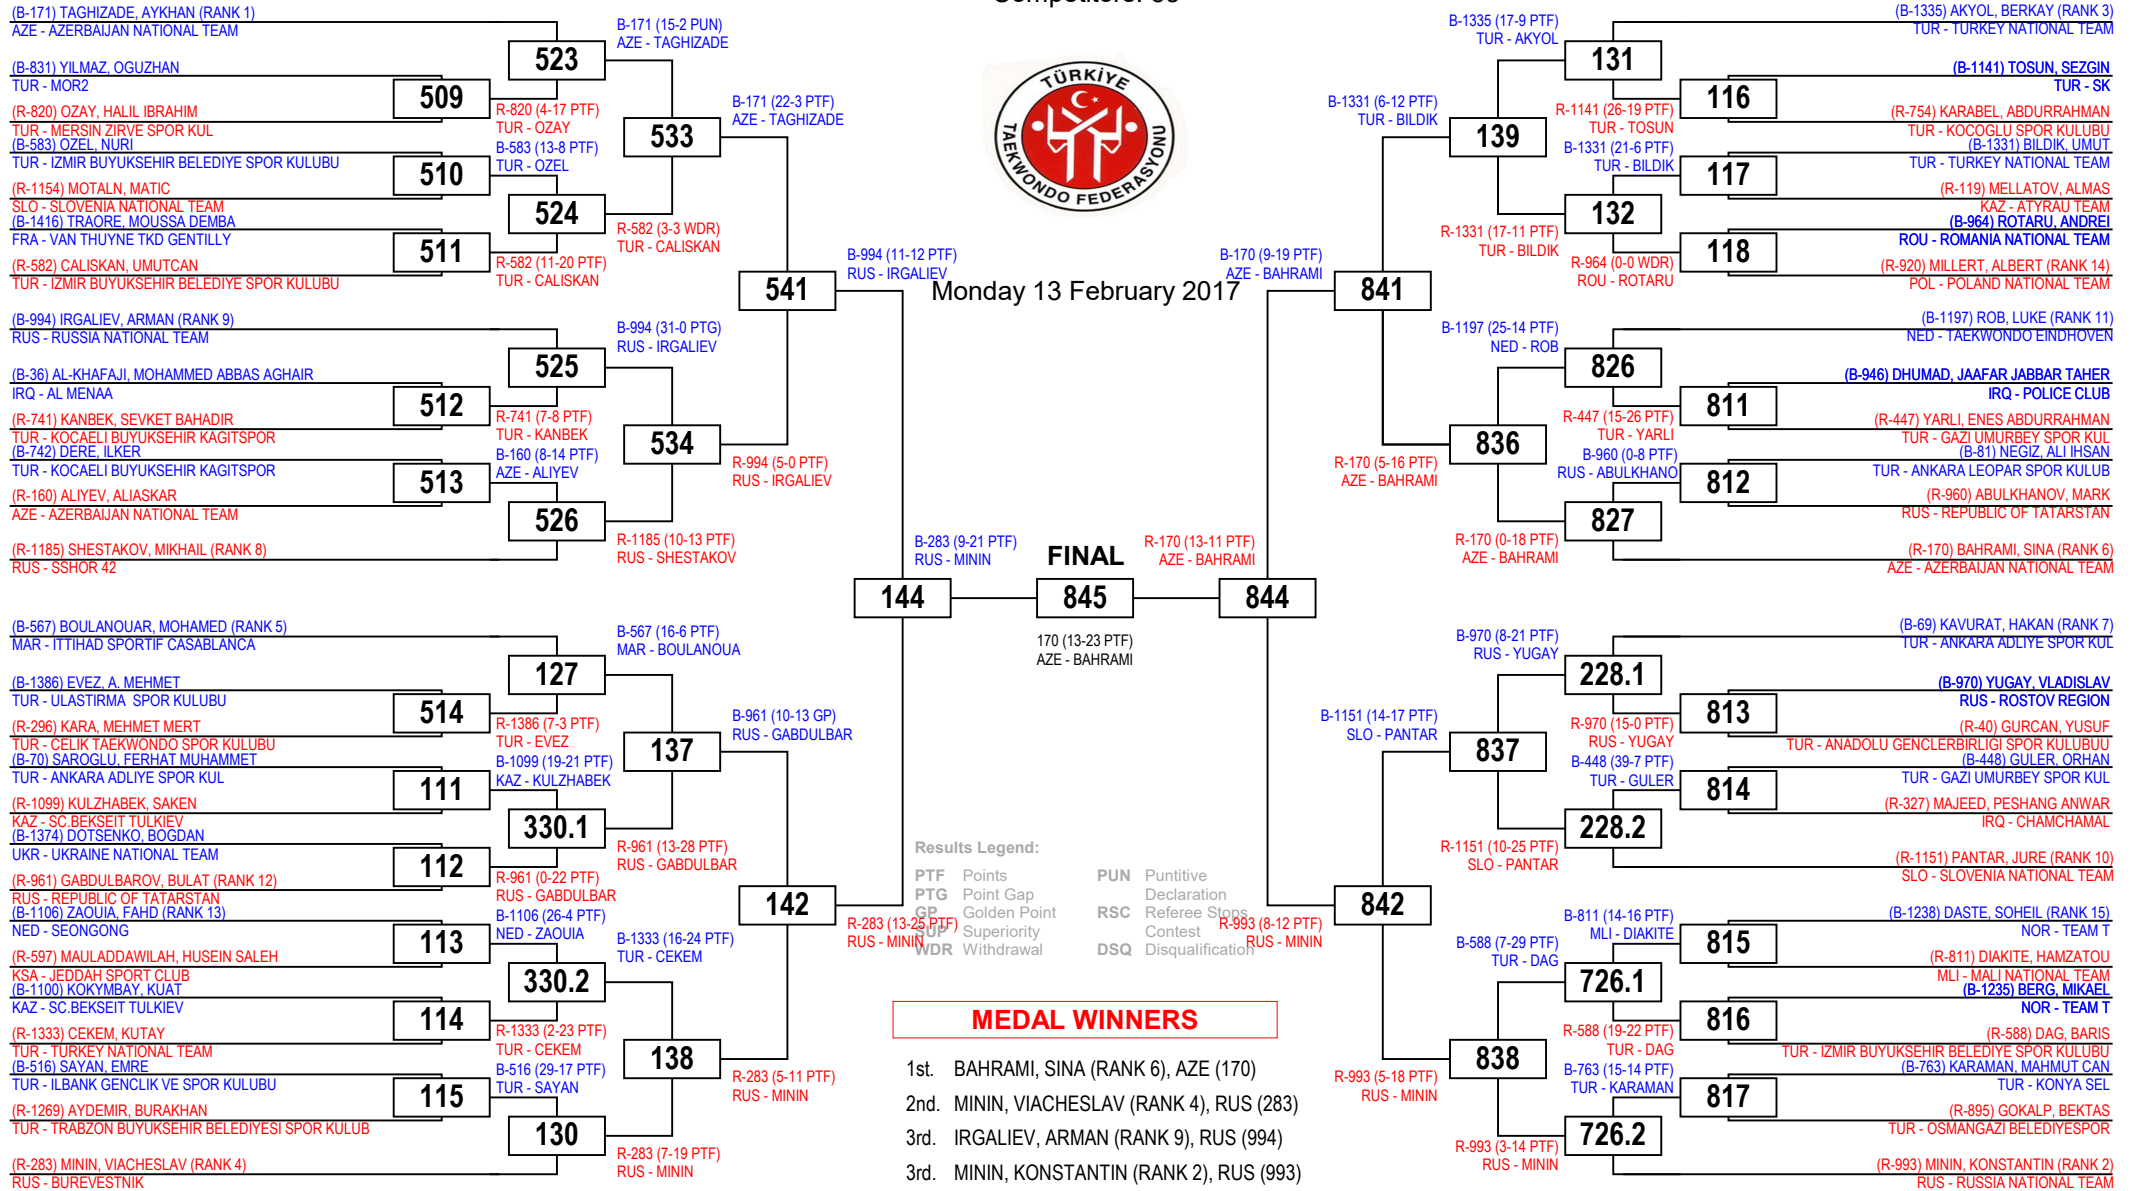 (B-171) TAGHIZADE, AYKHAN (RANK 1)
AZE - AZERBAIJAN NATIONAL TEAM
(B-831) YILMAZ, OGUZHAN
TUR - MOR2
(R-820) OZAY, HALIL IBRAHIM
TUR - MERSIN ZIRVE SPOR KUL
(B-583) OZEL, NURI
TUR - IZMIR BUYUKSEHIR BELEDIYE SPOR KULUBU
(R-1154) MOTALN, MATIC
SLO - SLOVENIA NATIONAL TEAM
(B-1416) TRAORE, MOUSSA DEMBA
FRA - VAN THUYNE TKD GENTILLY
(R-582) CALISKAN, UMUTCAN
TUR - IZMIR BUYUKSEHIR BELEDIYE SPOR KULUBU
(B-994) IRGALIEV, ARMAN (RANK 9)
RUS - RUSSIA NATIONAL TEAM
(B-36) AL-KHAFAJI, MOHAMMED ABBAS AGHAIR
IRQ - AL MENAA
(R-741) KANBEK, SEVKET BAHADIR
TUR - KOCAELI BUYUKSEHIR KAGITSPOR
(B-742) DERE, ILKER
TUR - KOCAELI BUYUKSEHIR KAGITSPOR
(R-160) ALIYEV, ALIASKAR
AZE - AZERBAIJAN NATIONAL TEAM
(R-1185) SHESTAKOV, MIKHAIL (RANK 8)
RUS - SSHOR 42
(B-567) BOULANOUAR, MOHAMED (RANK 5)
MAR - ITTIHAD SPORTIF CASABLANCA
(B-1386) EVEZ, A. MEHMET
TUR - ULASTIRMA SPOR KULUBU
(R-296) KARA, MEHMET MERT
TUR - CELIK TAEKWONDO SPOR KULUBU
(B-70) SAROGLU, FERHAT MUHAMMET
TUR - ANKARA ADLIYE SPOR KUL
(R-1099) KULZHABEK, SAKEN
KAZ - SC.BEKSEIT TULKIEV
(B-1374) DOTSENKO, BOGDAN
UKR - UKRAINE NATIONAL TEAM
(R-961) GABDULBAROV, BULAT (RANK 12)
RUS - REPUBLIC OF TATARSTAN
(B-1106) ZAOUIA, FAHD (RANK 13)
NED - SEONGONG
(R-597) MAULADDAWILAH, HUSEIN SALEH
KSA - JEDDAH SPORT CLUB
(B-1100) KOKYMBAY, KUAT
KAZ - SC.BEKSEIT TULKIEV
(R-1333) CEKEM, KUTAY
TUR - TURKEY NATIONAL TEAM
(B-516) SAYAN, EMRE
TUR - ILBANK GENCLIK VE SPOR KULUBU
(R-1269) AYDEMIR, BURAKHAN
TUR - TRABZON BUYUKSEHIR BELEDIYESI SPOR KULUB
(R-283) MININ, VIACHESLAV (RANK 4)
RUS - BUREVESTNIK
509
510
511
512
513
514
111
112
113
114
115
R-820 (4-17 PTF)
TUR - OZAY
B-583 (13-8 PTF)
TUR - OZEL
R-582 (11-20 PTF)
TUR - CALISKAN
R-741 (7-8 PTF)
TUR - KANBEK
B-160 (8-14 PTF)
AZE - ALIYEV
R-1386 (7-3 PTF)
TUR - EVEZ
B-1099 (19-21 PTF)
KAZ - KULZHABEK
R-961 (0-22 PTF)
RUS - GABDULBAR
B-1106 (26-4 PTF)
NED - ZAOUIA
R-1333 (2-23 PTF)
TUR - CEKEM
B-516 (29-17 PTF)
TUR - SAYAN
523
524
525
526
127
330.1
330.2
130
B-171 (15-2 PUN)
AZE - TAGHIZADE
R-582 (3-3 WDR)
TUR - CALISKAN
B-994 (31-0 PTG)
RUS - IRGALIEV
R-1185 (10-13 PTF)
RUS - SHESTAKOV
B-567 (16-6 PTF)
MAR - BOULANOUA
R-961 (13-28 PTF)
RUS - GABDULBAR
B-1333 (16-24 PTF)
TUR - CEKEM
R-283 (7-19 PTF)
RUS - MININ
533
534
137
138
B-171 (22-3 PTF)
AZE - TAGHIZADE
R-994 (5-0 PTF)
RUS - IRGALIEV
B-961 (10-13 GP)
RUS - GABDULBAR
R-283 (5-11 PTF)
RUS - MININ
541
142
B-994 (11-12 PTF)
RUS - IRGALIEV
R-283 (13-25 PTF)
RUS - MININ
144
B-283 (9-21 PTF)
RUS - MININ
TÜRKİYE
TAEKWONDO FEDERASYONU
Monday 13 February 2017
FINAL
845
170 (13-23 PTF)
AZE - BAHRAMI
Results Legend:
PTF Points
PTG Point Gap
GP Golden Point
SUP Superiority
WDR Withdrawal
PUN Puntitive
Declaration
RSC Referee Stops
Contest
DSQ Disqualification
MEDAL WINNERS
1st. BAHRAMI, SINA (RANK 6), AZE (170)
2nd. MININ, VIACHESLAV (RANK 4), RUS (283)
3rd. IRGALIEV, ARMAN (RANK 9), RUS (994)
3rd. MININ, KONSTANTIN (RANK 2), RUS (993)
R-170 (13-11 PTF)
AZE - BAHRAMI
844
B-170 (9-19 PTF)
AZE - BAHRAMI
R-993 (8-12 PTF)
RUS - MININ
841
842
B-1331 (6-12 PTF)
TUR - BILDIK
R-170 (5-16 PTF)
AZE - BAHRAMI
B-1151 (14-17 PTF)
SLO - PANTAR
R-993 (5-18 PTF)
RUS - MININ
139
836
837
838
B-1335 (17-9 PTF)
TUR - AKYOL
R-1331 (17-11 PTF)
TUR - BILDIK
B-1197 (25-14 PTF)
NED - ROB
R-170 (0-18 PTF)
AZE - BAHRAMI
B-970 (8-21 PTF)
RUS - YUGAY
R-1151 (10-25 PTF)
SLO - PANTAR
B-588 (7-29 PTF)
TUR - DAG
R-993 (3-14 PTF)
RUS - MININ
131
132
826
827
228.1
228.2
726.1
726.2
R-1141 (26-19 PTF)
TUR - TOSUN
B-1331 (21-6 PTF)
TUR - BILDIK
R-964 (0-0 WDR)
ROU - ROTARU
R-447 (15-26 PTF)
TUR - YARLI
B-960 (0-8 PTF)
RUS - ABULKHANO
R-970 (15-0 PTF)
RUS - YUGAY
B-448 (39-7 PTF)
TUR - GULER
B-811 (14-16 PTF)
MLI - DIAKITE
R-588 (19-22 PTF)
TUR - DAG
B-763 (15-14 PTF)
TUR - KARAMAN
116
117
118
811
812
813
814
815
816
817
(B-1335) AKYOL, BERKAY (RANK 3)
TUR - TURKEY NATIONAL TEAM
(B-1141) TOSUN, SEZGIN
TUR - SK
(R-754) KARABEL, ABDURRAHMAN
TUR - KOCOGLU SPOR KULUBU
(B-1331) BILDIK, UMUT
TUR - TURKEY NATIONAL TEAM
(R-119) MELLATOV, ALMAS
KAZ - ATYRAU TEAM
(B-964) ROTARU, ANDREI
ROU - ROMANIA NATIONAL TEAM
(R-920) MILLERT, ALBERT (RANK 14)
POL - POLAND NATIONAL TEAM
(B-1197) ROB, LUKE (RANK 11)
NED - TAEKWONDO EINDHOVEN
(B-946) DHUMAD, JAAFAR JABBAR TAHER
IRQ - POLICE CLUB
(R-447) YARLI, ENES ABDURRAHMAN
TUR - GAZI UMURBEY SPOR KUL
(B-81) NEGIZ, ALI IHSAN
TUR - ANKARA LEOPAR SPOR KULUB
(R-960) ABULKHANOV, MARK
RUS - REPUBLIC OF TATARSTAN
(R-170) BAHRAMI, SINA (RANK 6)
AZE - AZERBAIJAN NATIONAL TEAM
(B-69) KAVURAT, HAKAN (RANK 7)
TUR - ANKARA ADLIYE SPOR KUL
(B-970) YUGAY, VLADISLAV
RUS - ROSTOV REGION
(R-40) GURCAN, YUSUF
TUR - ANADOLU GENCLERBIRLIGI SPOR KULUBUU
(B-448) GULER, ORHAN
TUR - GAZI UMURBEY SPOR KUL
(R-327) MAJEED, PESHANG ANWAR
IRQ - CHAMCHAMAL
(R-1151) PANTAR, JURE (RANK 10)
SLO - SLOVENIA NATIONAL TEAM
(B-1238) DASTE, SOHEIL (RANK 15)
NOR - TEAM T
(R-811) DIAKITE, HAMZATOU
MLI - MALI NATIONAL TEAM
(B-1235) BERG, MIKAEL
NOR - TEAM T
(R-588) DAG, BARIS
TUR - IZMIR BUYUKSEHIR BELEDIYE SPOR KULUBU
(B-763) KARAMAN, MAHMUT CAN
TUR - KONYA SEL
(R-895) GOKALP, BEKTAS
TUR - OSMANGAZI BELEDIYESPOR
(R-993) MININ, KONSTANTIN (RANK 2)
RUS - RUSSIA NATIONAL TEAM